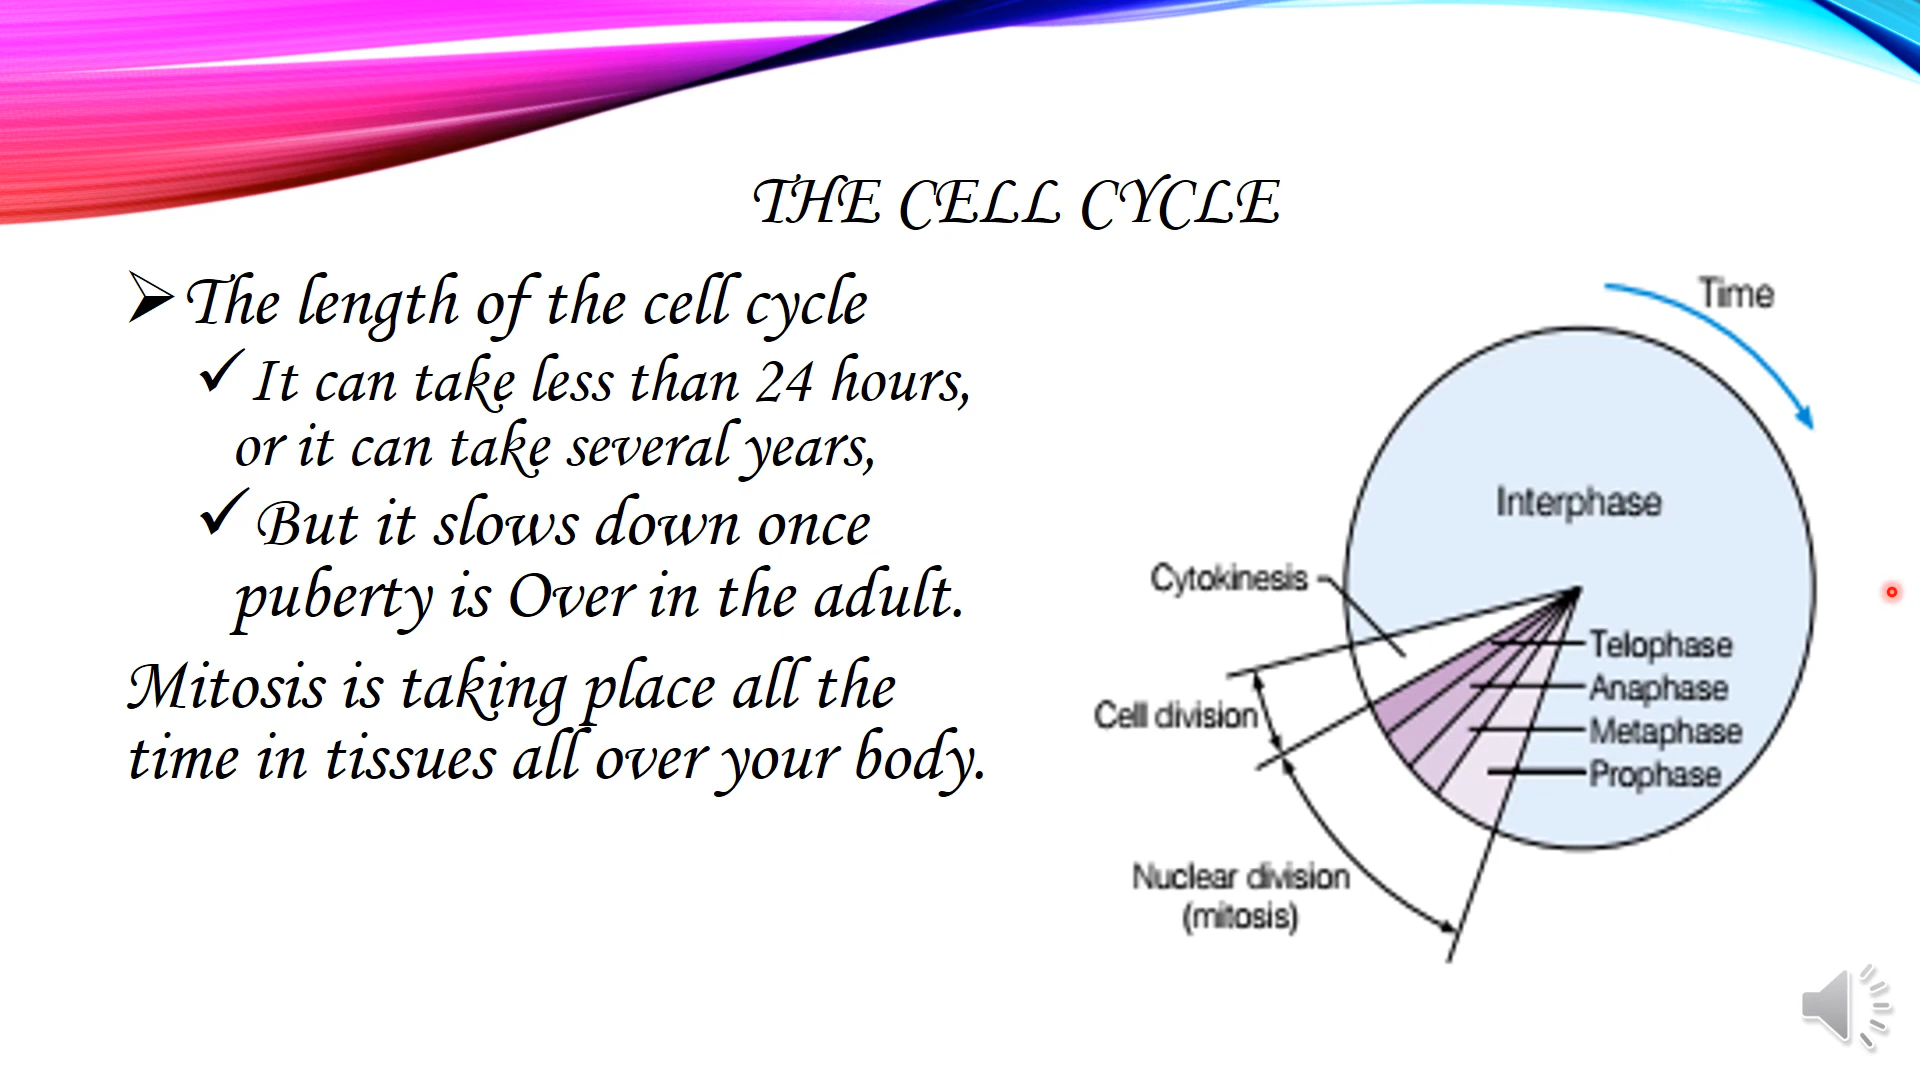 THE CELL CYCLE
The length of the cell cycle
It can take less than 24 hours,
or it can take several years,
But it slows down once
puberty is Over in the adult.
Mitosis is taking place all the
time in tissues all over your body.
Time
Interphase
Cytokinesis
Telophase
Anaphase
Metaphase
Prophase
Cell division
Nuclear division
(mitosis)